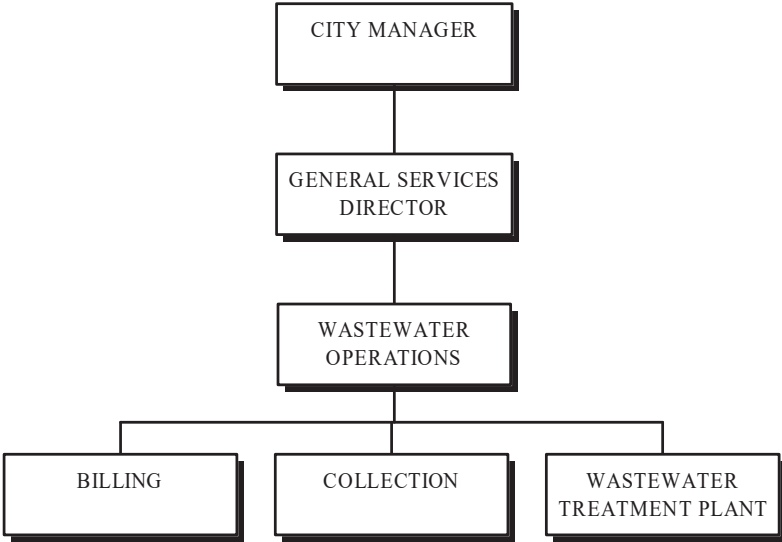 CITY MANAGER
GENERAL SERVICES
DIRECTOR
WASTEWATER
OPERATIONS
BILLING
COLLECTION
WASTEWATER
TREATMENT PLANT